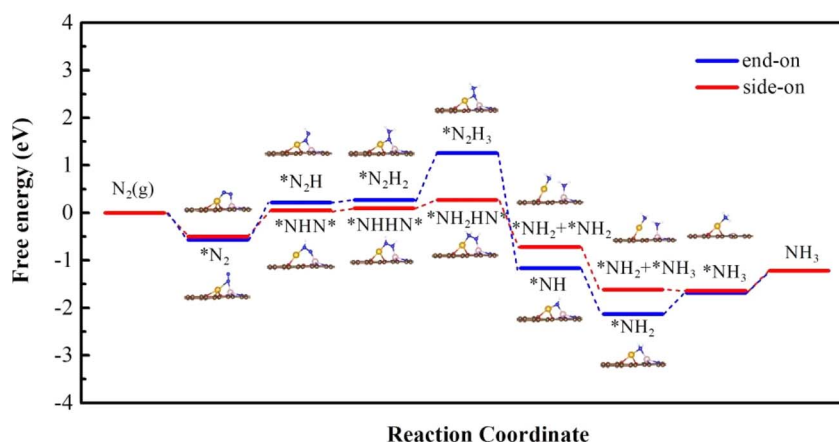 4
3
2
1
0
-1
-2
-3
-4
Free energy (eV)
Reaction Coordinate
end-on
side-on
N₂(g)
*N₂
*N₂H
*NHN*
*N₂H₂
*NHHN*
*N₂H₃
*NH₂HN*
*NH₂+*NH₂
*NH
*NH₂+*NH₃
*NH₂
*NH₃
NH₃